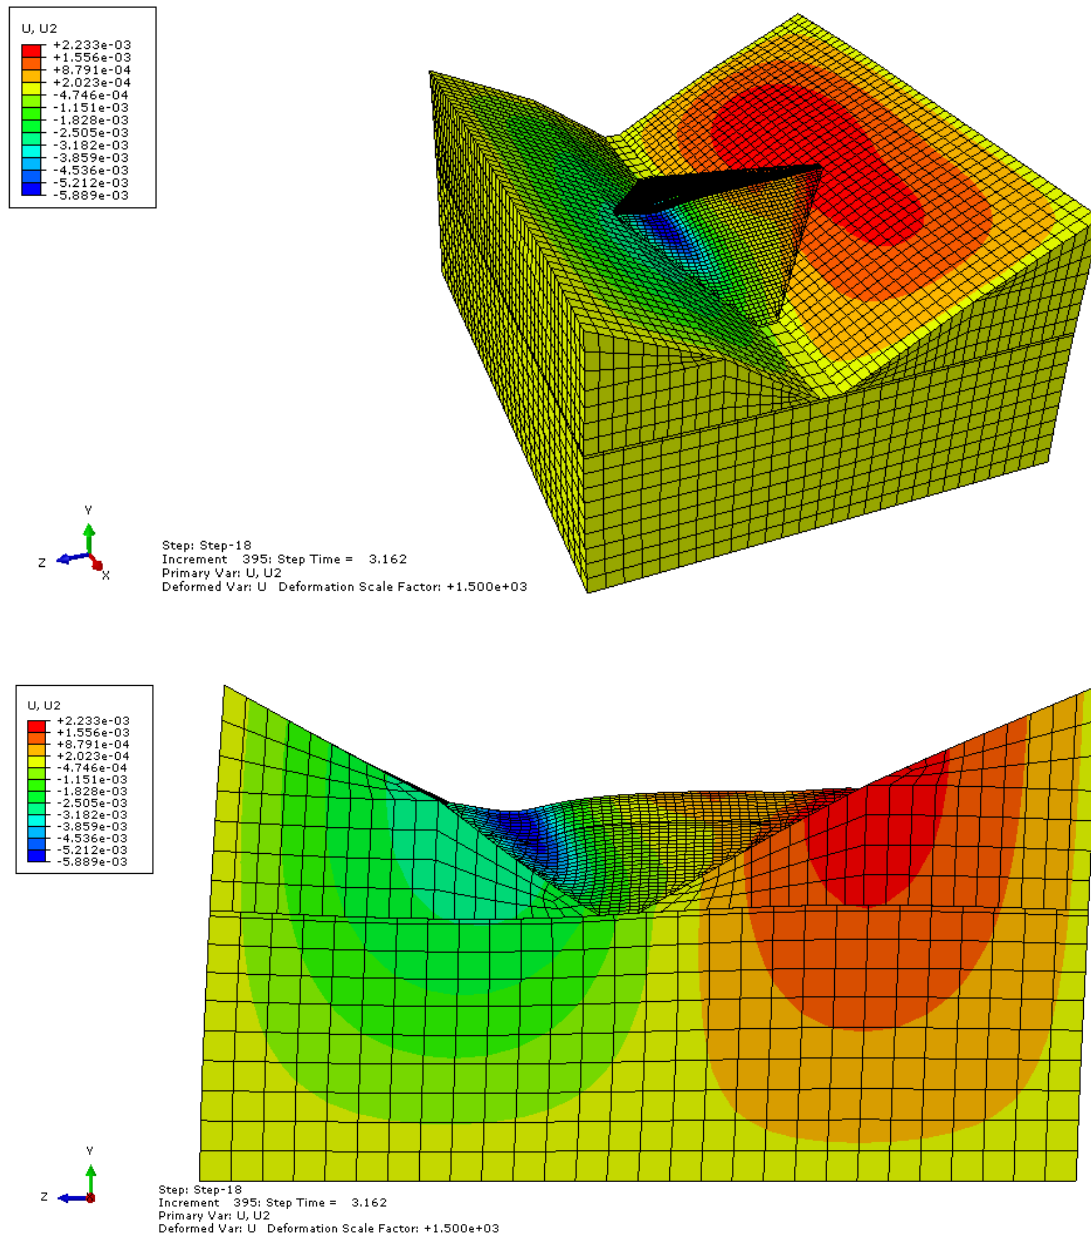 U, U2
+2.233e-03
+1.556e-03
+8.791e-04
+2.023e-04
-4.746e-04
-1.151e-03
-1.828e-03
-2.505e-03
-3.182e-03
-3.859e-03
-4.536e-03
-5.212e-03
-5.889e-03
Y
Z
X
Step: Step-18
Increment 395: Step Time = 3.162
Primary Var: U, U2
Deformed Var: U Deformation Scale Factor: +1.500e+03
U, U2
+2.233e-03
+1.556e-03
+8.791e-04
+2.023e-04
-4.746e-04
-1.151e-03
-1.828e-03
-2.505e-03
-3.182e-03
-3.859e-03
-4.536e-03
-5.212e-03
-5.889e-03
Y
Z
Step: Step-18
Increment 395: Step Time = 3.162
Primary Var: U, U2
Deformed Var: U Deformation Scale Factor: +1.500e+03